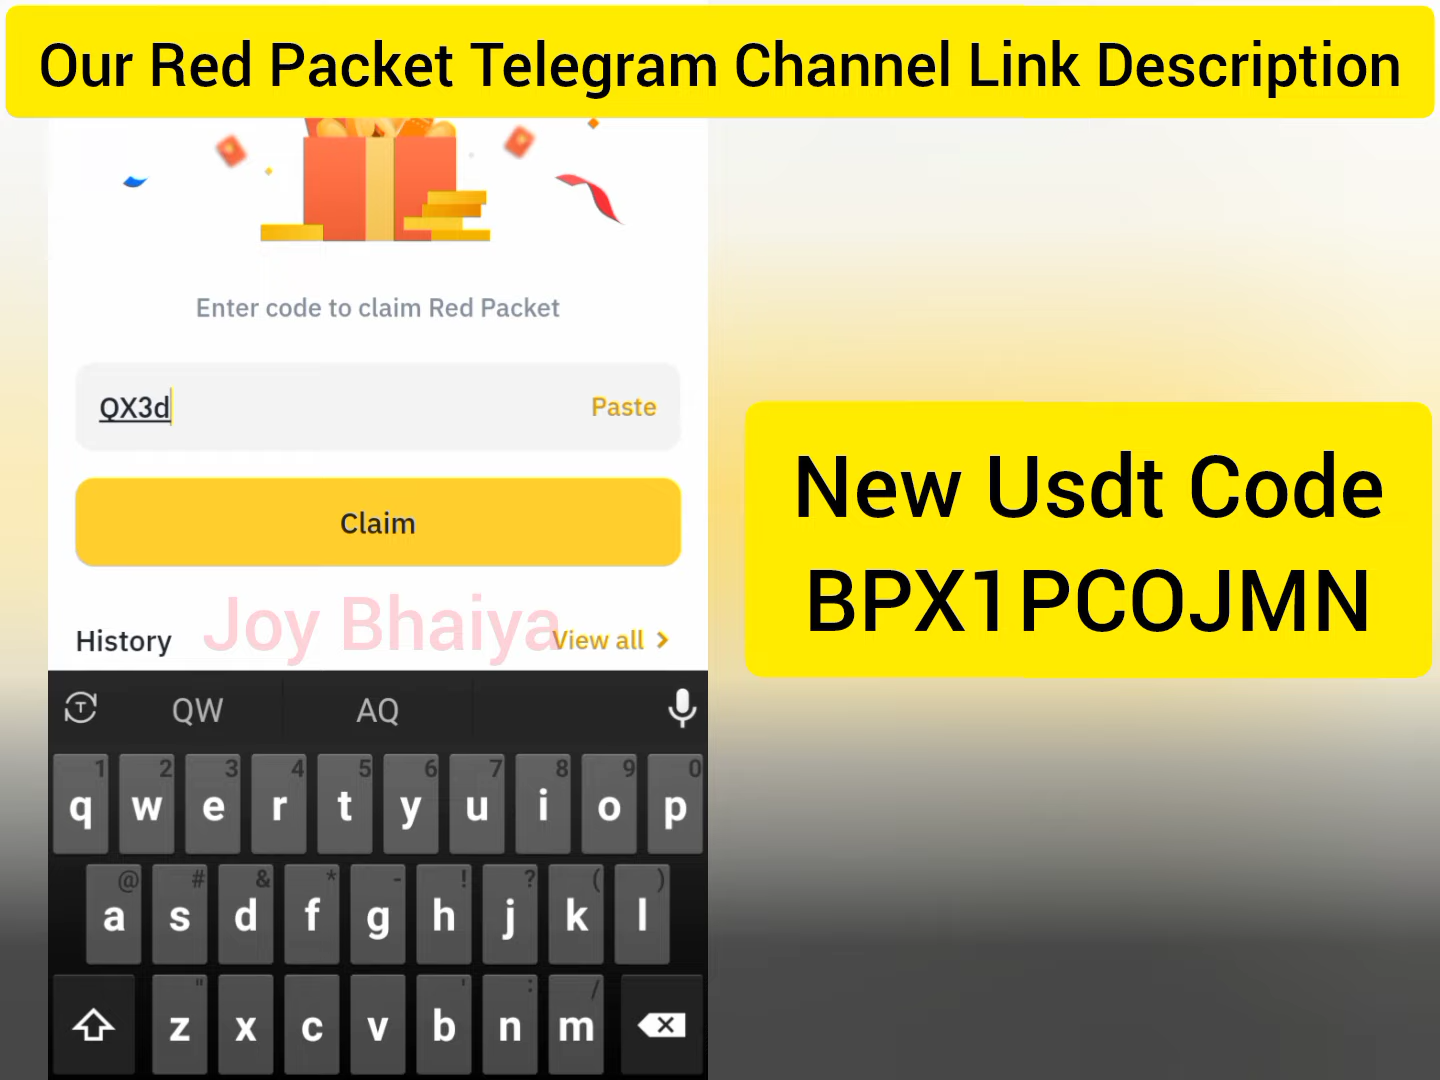 Our Red Packet Telegram Channel Link Description
Enter code to claim Red Packet
QX3d
Paste
Claim
New Usdt Code
BPX1PCOJMN
Joy Bhaiya
History
View all
QW AQ
1 2 3 4 5 6 7 8 9 0
q w e r t y u i o p
@ # & * - ! ? ( )
a s d f g h j k l
" ' : /
z x c v b n m